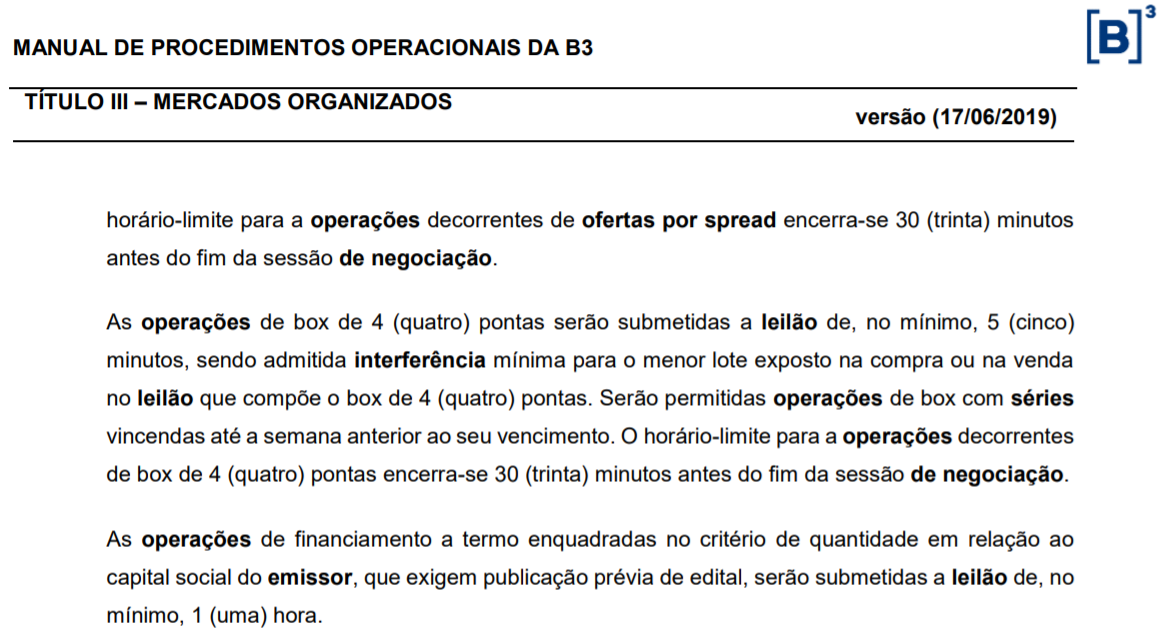 [B]³
MANUAL DE PROCEDIMENTOS OPERACIONAIS DA B3
TÍTULO III – MERCADOS ORGANIZADOS
versão (17/06/2019)
horário-limite para a operações decorrentes de ofertas por spread encerra-se 30 (trinta) minutos
antes do fim da sessão de negociação.
As operações de box de 4 (quatro) pontas serão submetidas a leilão de, no mínimo, 5 (cinco)
minutos, sendo admitida interferência mínima para o menor lote exposto na compra ou na venda
no leilão que compõe o box de 4 (quatro) pontas. Serão permitidas operações de box com séries
vincendas até a semana anterior ao seu vencimento. O horário-limite para a operações decorrentes
de box de 4 (quatro) pontas encerra-se 30 (trinta) minutos antes do fim da sessão de negociação.
As operações de financiamento a termo enquadradas no critério de quantidade em relação ao
capital social do emissor, que exigem publicação prévia de edital, serão submetidas a leilão de, no
mínimo, 1 (uma) hora.